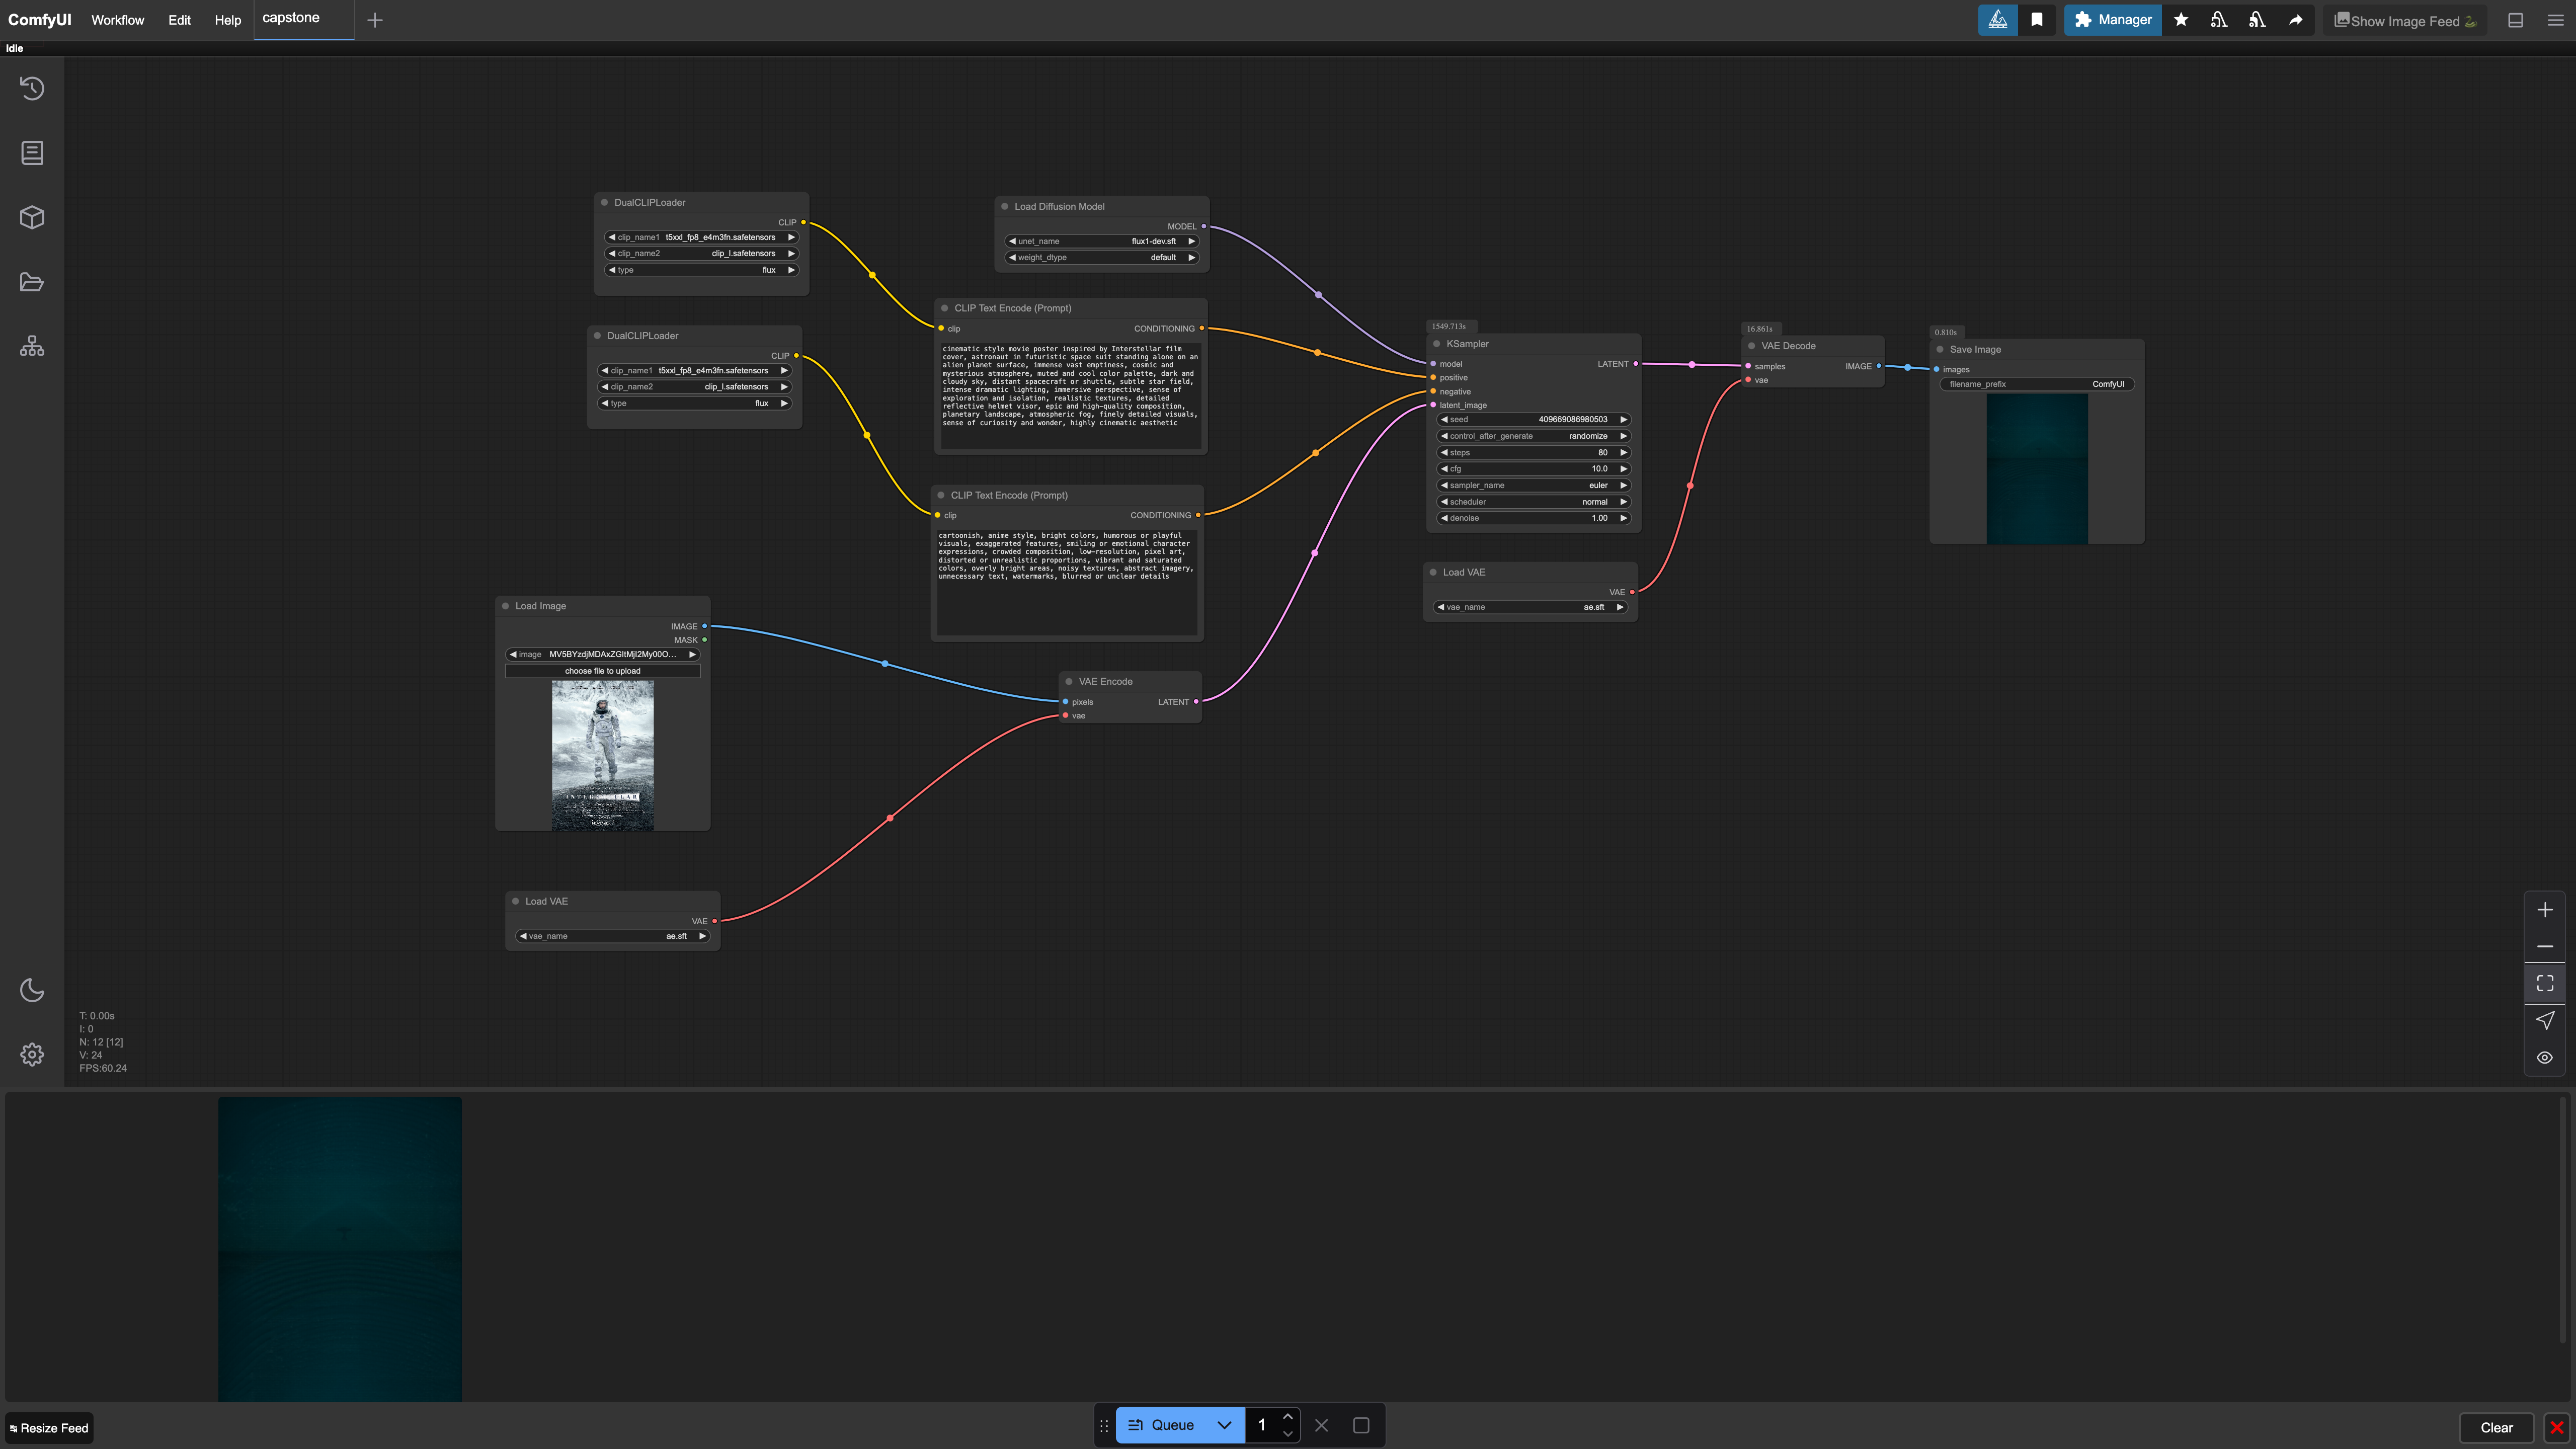 ComfyUI Workflow Edit Help capstone
Manager Show Image Feed
Idle
DualCLIPLoader
CLIP
clip_name1 t5xxl_fp8_e4m3fn.safetensors
clip_name2 clip_l.safetensors
type flux
Load Diffusion Model
MODEL
unet_name flux1-dev.sft
weight_dtype default
DualCLIPLoader
CLIP
clip_name1 t5xxl_fp8_e4m3fn.safetensors
clip_name2 clip_l.safetensors
type flux
CLIP Text Encode (Prompt)
clip CONDITIONING
cinematic style movie poster inspired by Interstellar film
cover, astronaut in futuristic space suit standing alone on an
alien planet surface, immense vast emptiness, cosmic and
mysterious atmosphere, muted and cool color palette, dark and
cloudy sky, distant spacecraft or shuttle, subtle star field,
intense dramatic lighting, immersive perspective, sense of
exploration and isolation, realistic textures, detailed
reflective helmet visor, epic and high-quality composition,
planetary landscape, atmospheric fog, finely detailed visuals,
sense of curiosity and wonder, highly cinematic aesthetic
CLIP Text Encode (Prompt)
clip CONDITIONING
cartoonish, anime style, bright colors, humorous or playful
visuals, exaggerated features, smiling or emotional character
expressions, crowded composition, low-resolution, pixel art,
distorted or unrealistic proportions, vibrant and saturated
colors, overly bright areas, noisy textures, abstract imagery,
unnecessary text, watermarks, blurred or unclear details
1549.713s
KSampler
model LATENT
positive
negative
latent_image
seed 409669086980503
control_after_generate randomize
steps 80
cfg 10.0
sampler_name euler
scheduler normal
denoise 1.00
Load VAE
VAE
vae_name ae.sft
16.861s
VAE Decode
samples IMAGE
vae
0.810s
Save Image
images
filename_prefix ComfyUI
Load Image
IMAGE
MASK
image MV5BYzdjMDAxZGItMjI2My00O...
choose file to upload
INTERSTELLAR
VAE Encode
pixels LATENT
vae
Load VAE
VAE
vae_name ae.sft
T: 0.00s
I: 0
N: 12 [12]
V: 24
FPS:60.24
Resize Feed
Queue 1
Clear